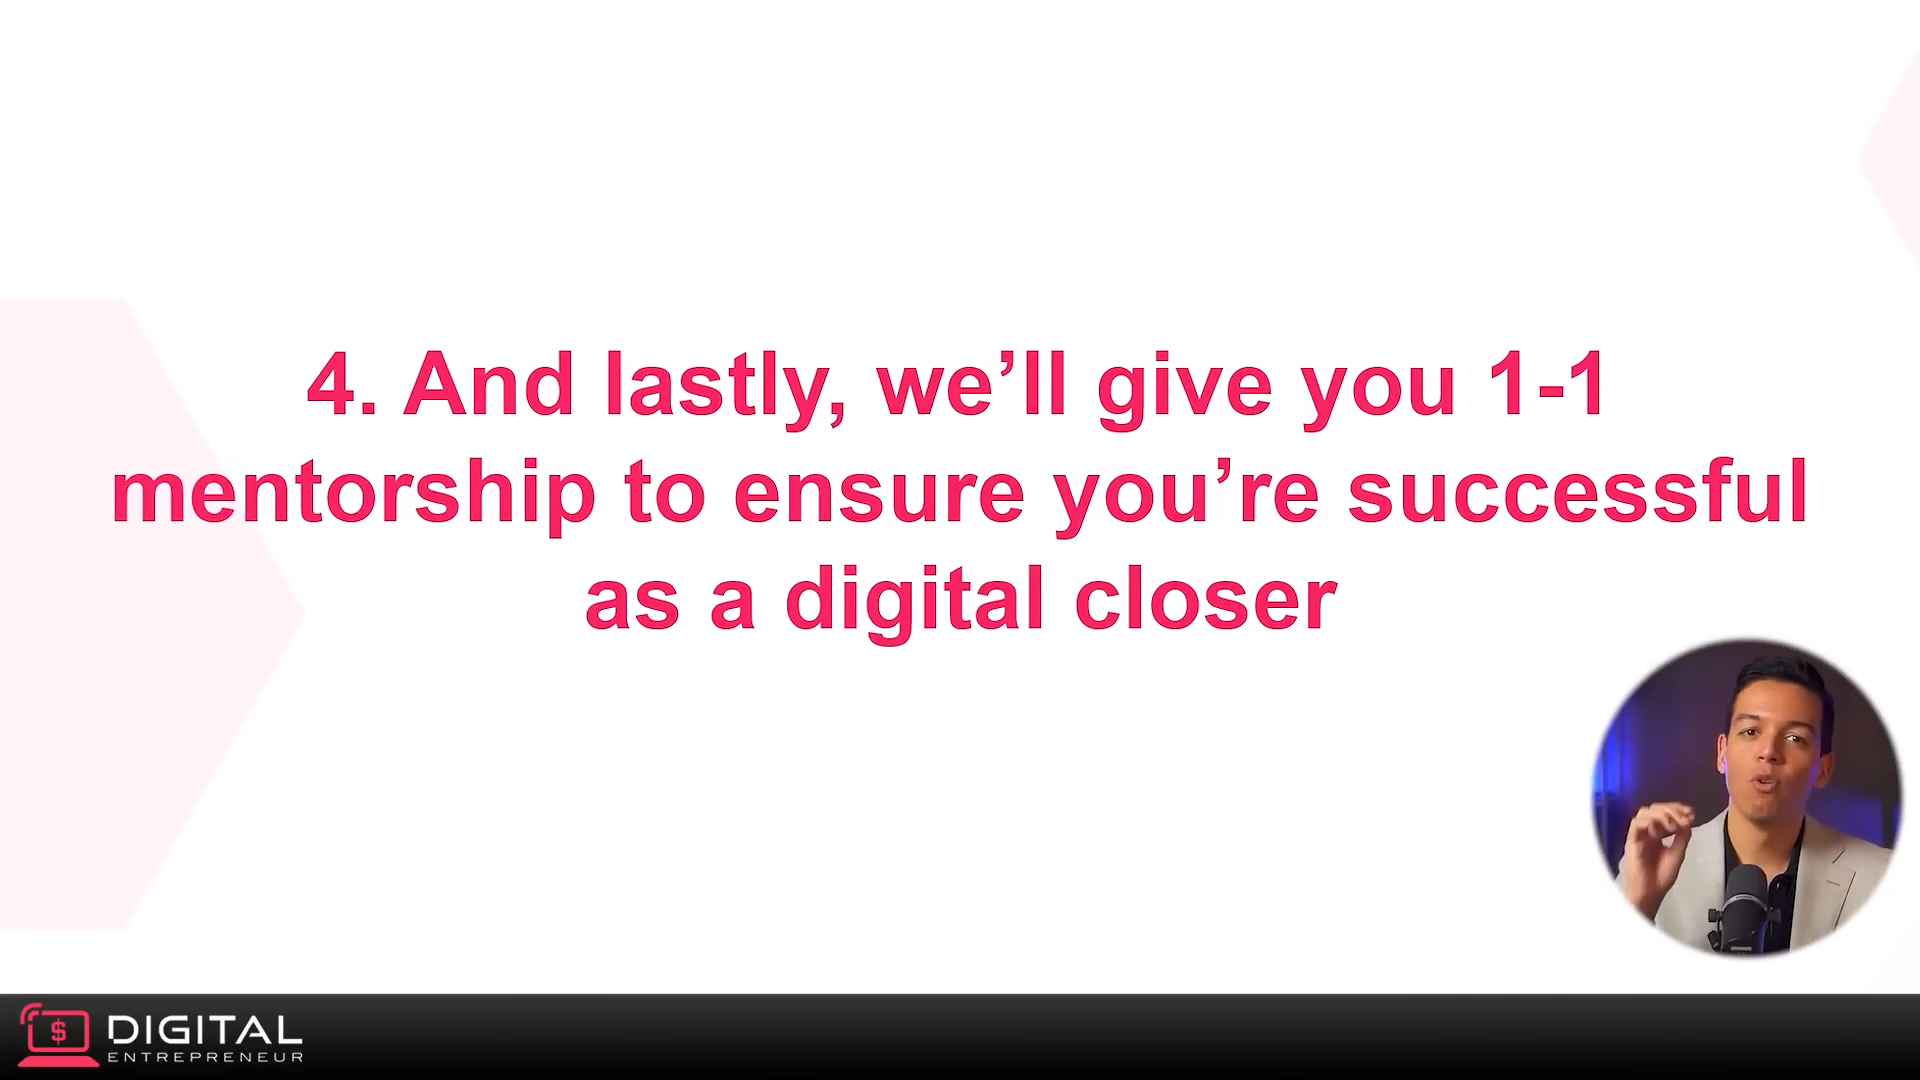 4. And lastly, we’ll give you 1-1
mentorship to ensure you’re successful
as a digital closer
$
DIGITAL
ENTREPRENEUR